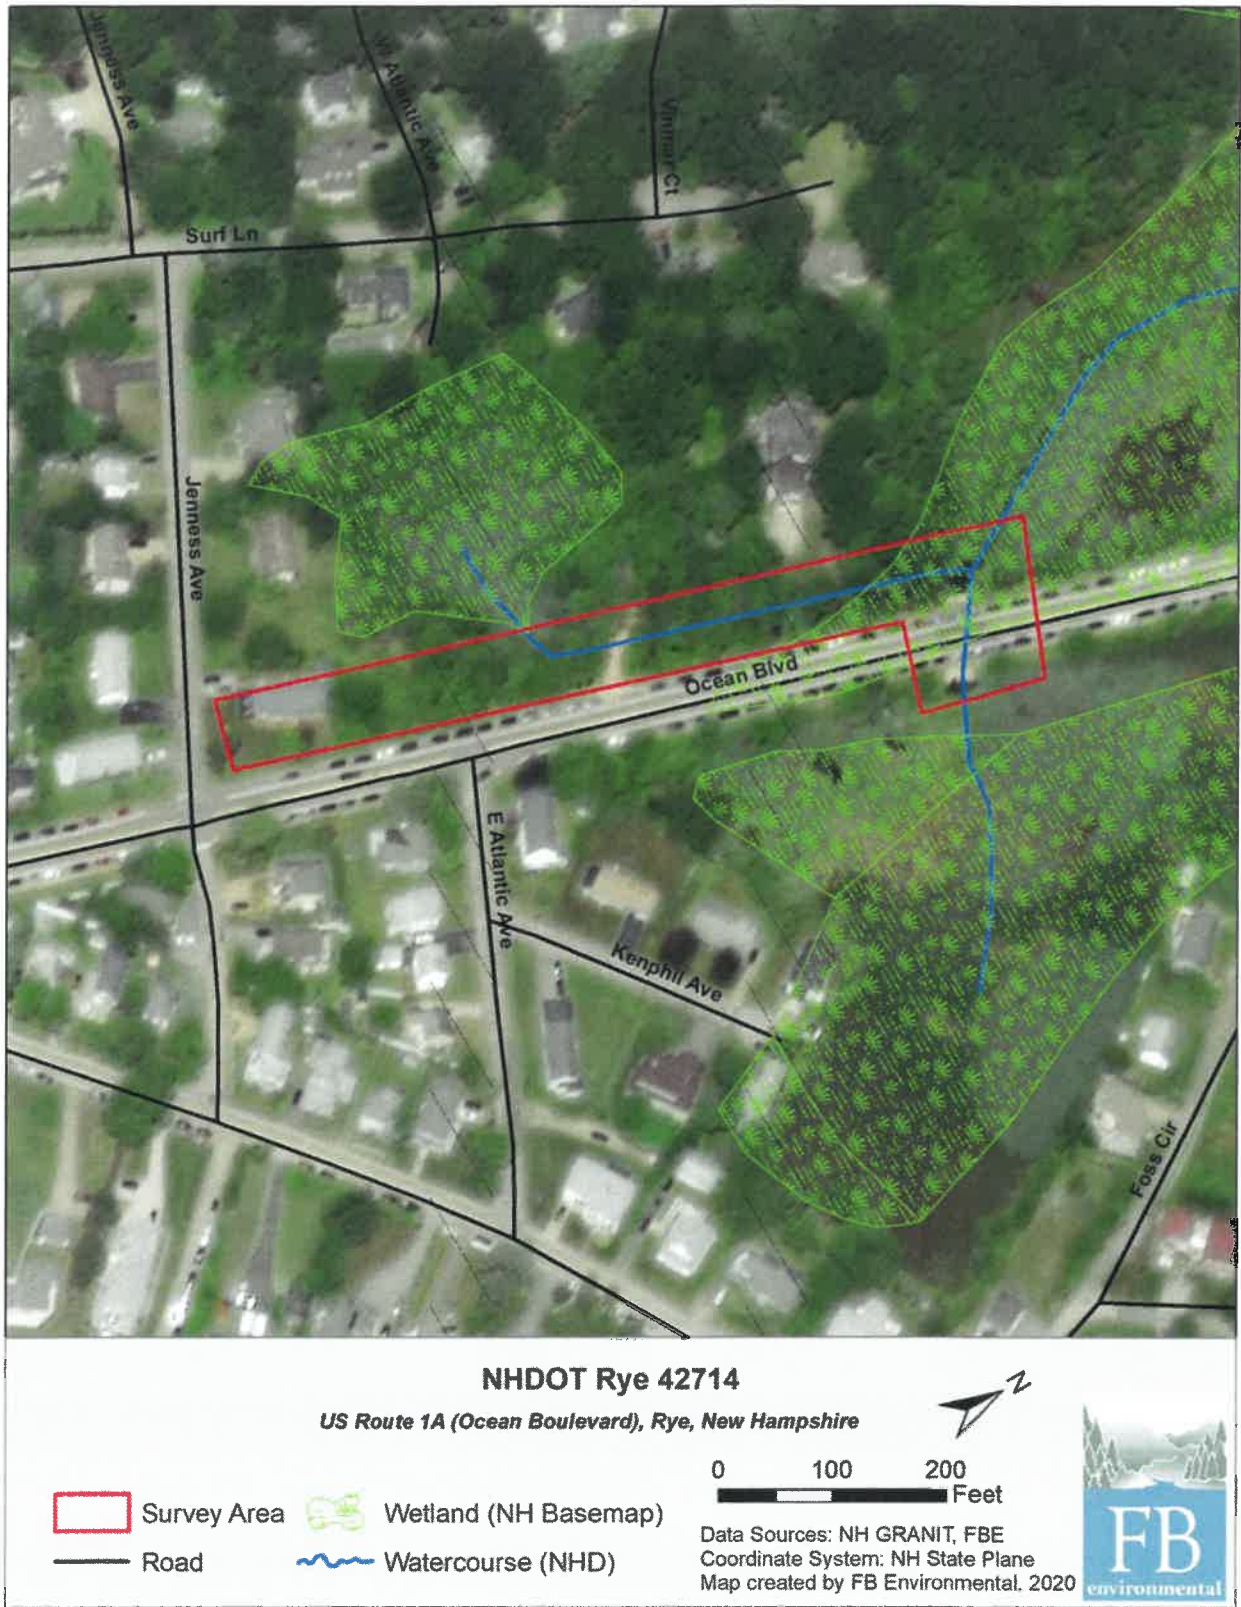 Jenness Ave
W Atlantic Ave
Vinmar Ct
Surf Ln
Jenness Ave
Ocean Blvd
E Atlantic Ave
Kenphil Ave
Foss Cir
NHDOT Rye 42714
US Route 1A (Ocean Boulevard), Rye, New Hampshire
N
0 100 200
Feet
Survey Area
Wetland (NH Basemap)
Road
Watercourse (NHD)
Data Sources: NH GRANIT, FBE
Coordinate System: NH State Plane
Map created by FB Environmental, 2020
FB
environmental